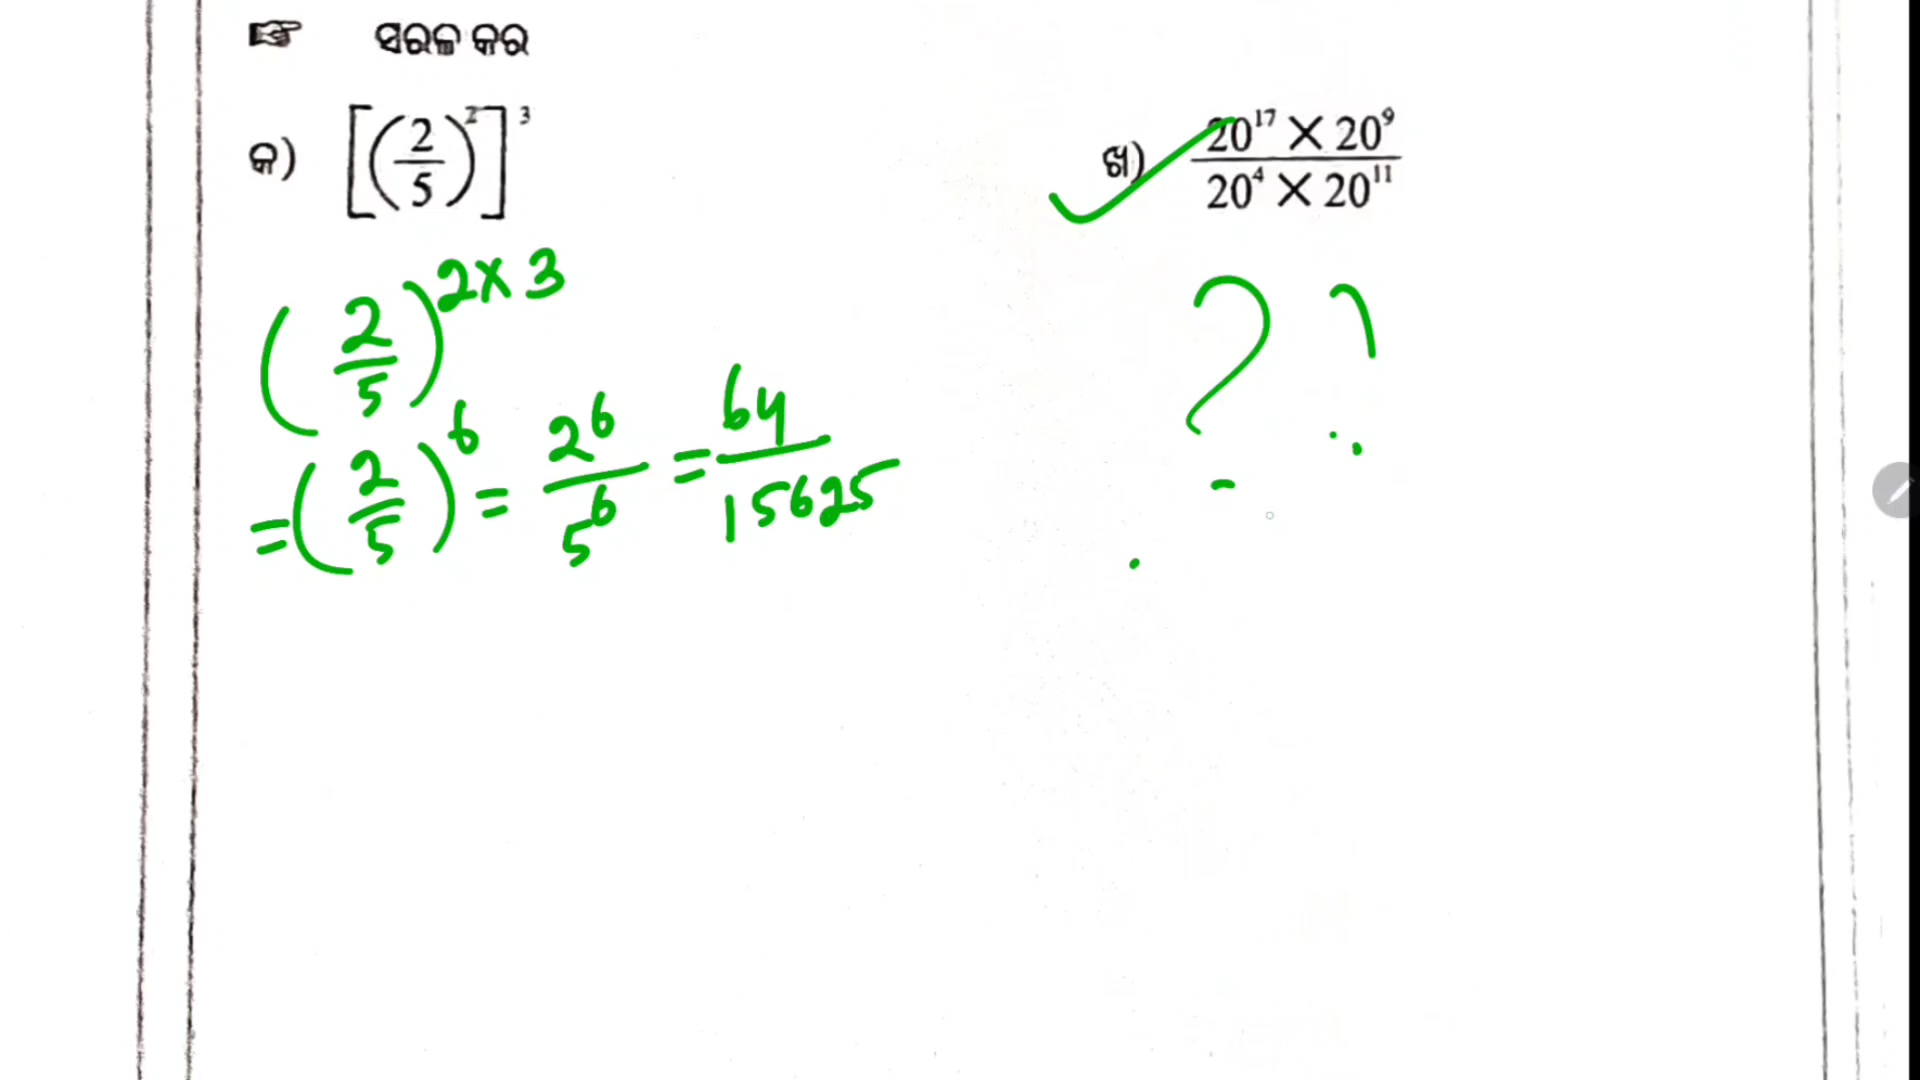 ସରଳ କର
କ) [(2/5)²]³
ଖ) 20¹⁷ × 20⁹ / 20⁴ × 20¹¹
(2/5)^2×3
= (2/5)⁶ = 2⁶/5⁶ = 64/15625
?